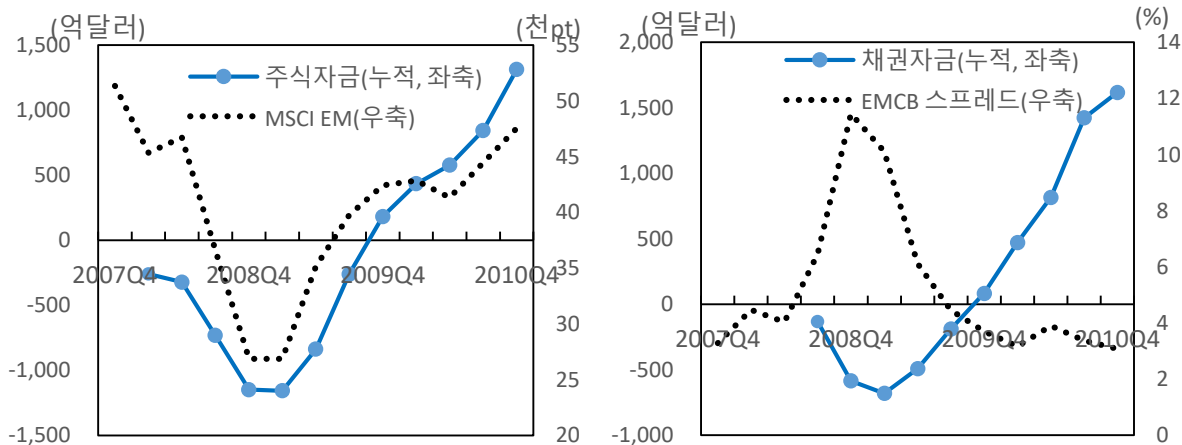 (억달러)
(천pt)
1,500
1,000
500
0
-500
-1,000
-1,500
55
50
45
40
35
30
25
20
주식자금(누적, 좌축)
MSCI EM(우축)
2007Q4
2008Q4
2009Q4
2010Q4
(억달러)
(%)
2,000
1,500
1,000
500
0
-500
-1,000
14
12
10
8
6
4
2
0
채권자금(누적, 좌축)
EMCB 스프레드(우축)
2007Q4
2008Q4
2009Q4
2010Q4